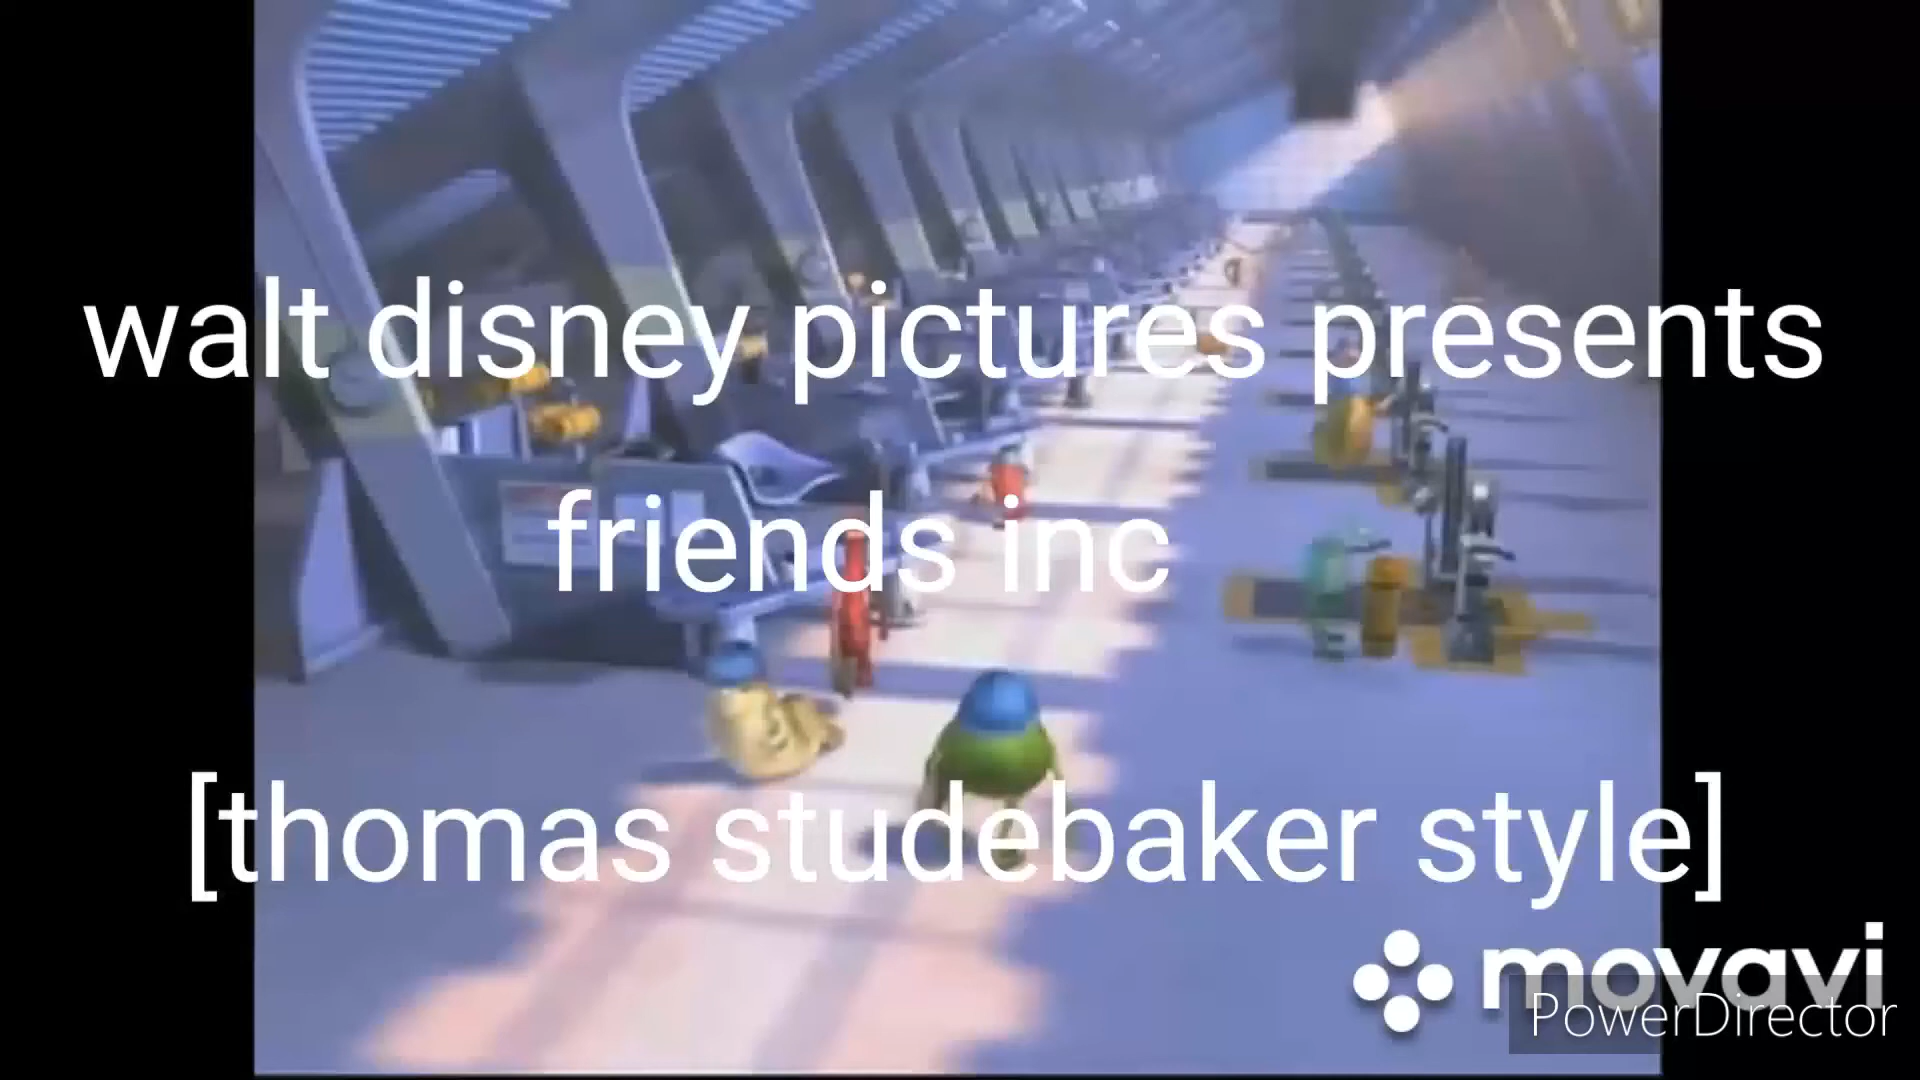 walt disney pictures presents
friends inc
[thomas studebaker style]
movavi
PowerDirector